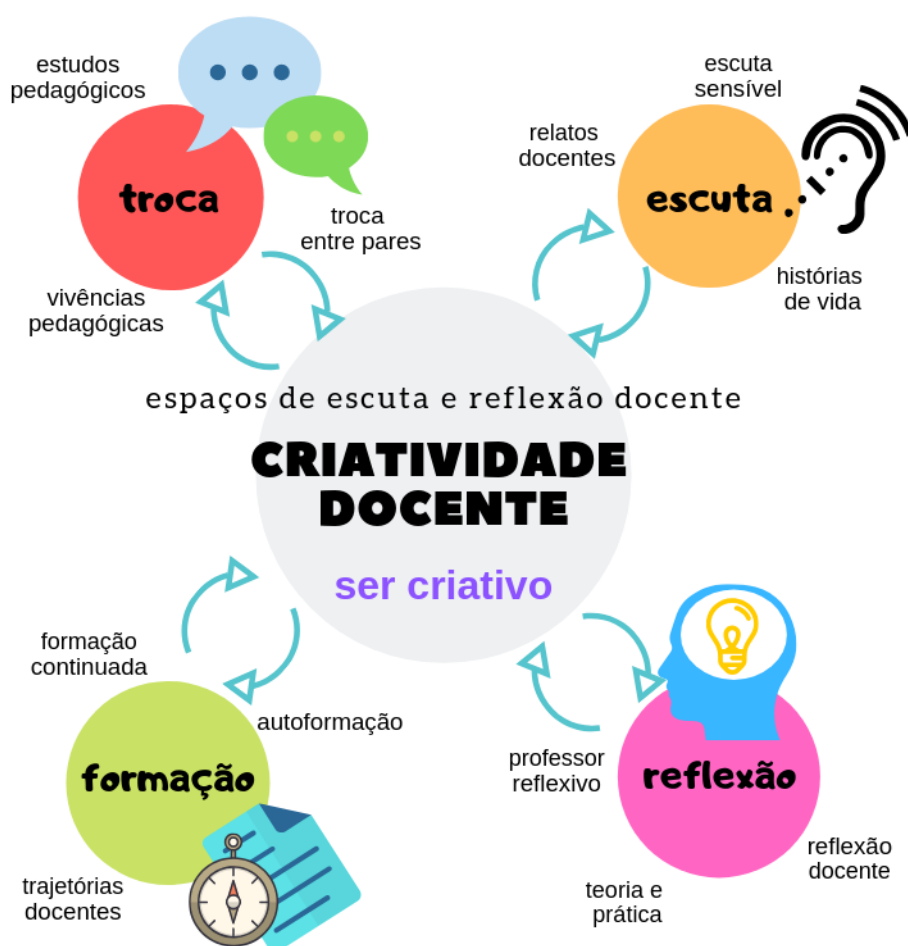 estudos
pedagógicos
troca
troca
entre pares
vivências
pedagógicas
escuta
sensível
relatos
docentes
escuta
histórias
de vida
espaços de escuta e reflexão docente
CRIATIVIDADE
DOCENTE
ser criativo
formação
continuada
autoformação
formação
trajetórias
docentes
professor
reflexivo
reflexão
reflexão
docente
teoria e
prática